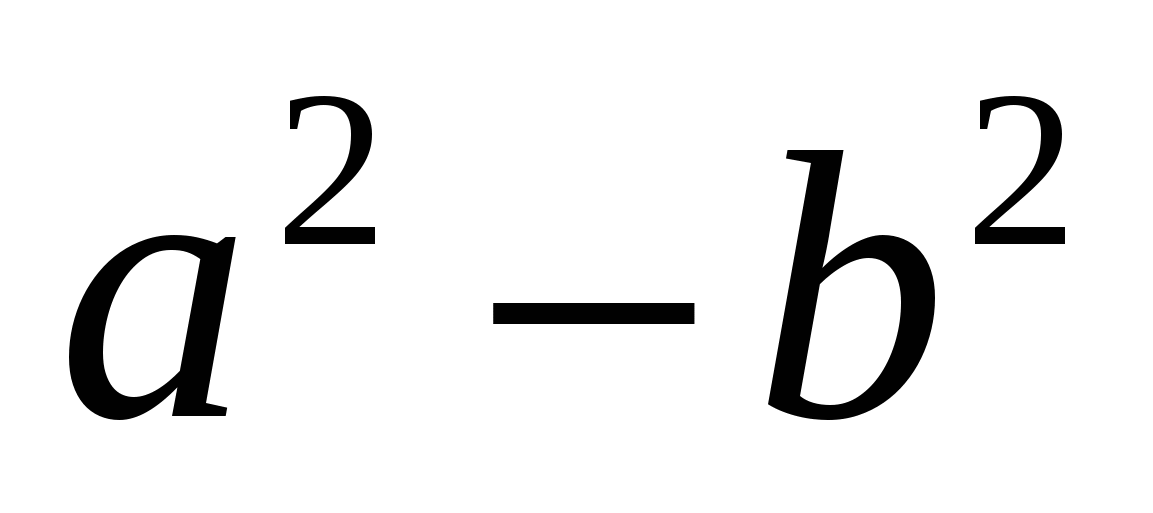 a² − b²